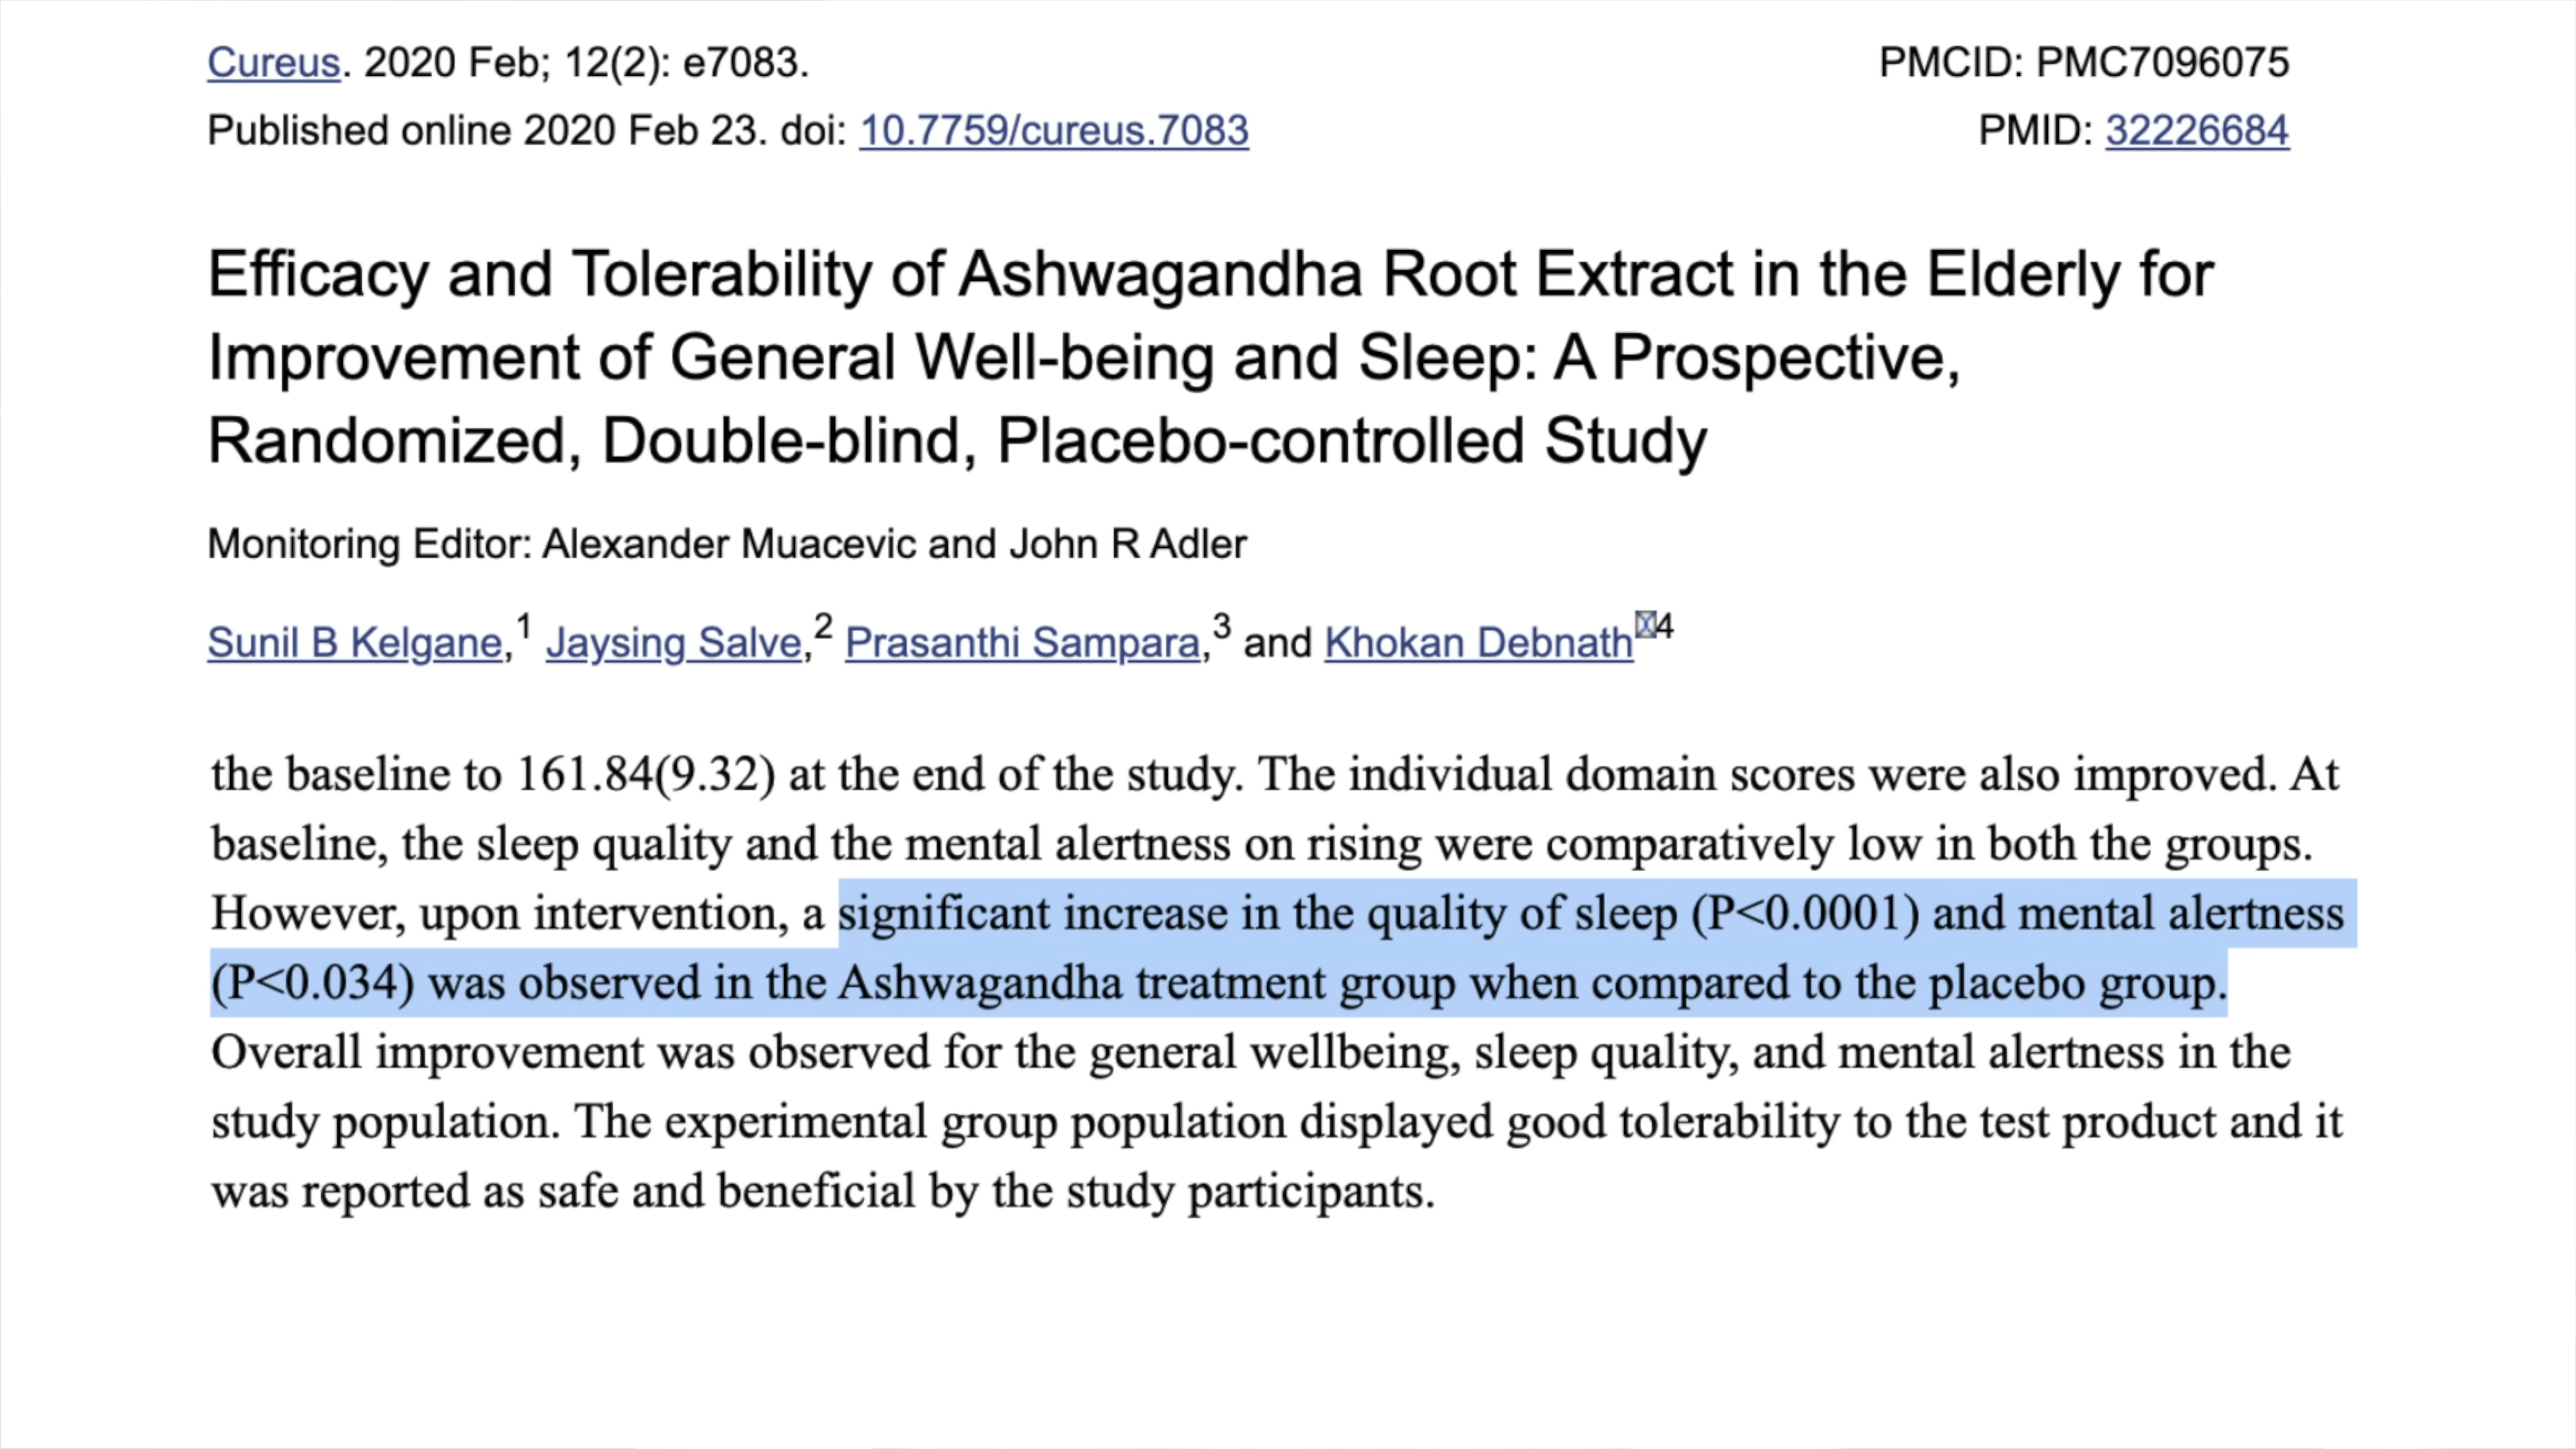 Cureus. 2020 Feb; 12(2): e7083.
PMCID: PMC7096075
Published online 2020 Feb 23. doi: 10.7759/cureus.7083
PMID: 32226684
Efficacy and Tolerability of Ashwagandha Root Extract in the Elderly for
Improvement of General Well-being and Sleep: A Prospective,
Randomized, Double-blind, Placebo-controlled Study
Monitoring Editor: Alexander Muacevic and John R Adler
Sunil B Kelgane,1 Jaysing Salve,2 Prasanthi Sampara,3 and Khokan Debnath4
the baseline to 161.84(9.32) at the end of the study. The individual domain scores were also improved. At
baseline, the sleep quality and the mental alertness on rising were comparatively low in both the groups.
However, upon intervention, a significant increase in the quality of sleep (P<0.0001) and mental alertness
(P<0.034) was observed in the Ashwagandha treatment group when compared to the placebo group.
Overall improvement was observed for the general wellbeing, sleep quality, and mental alertness in the
study population. The experimental group population displayed good tolerability to the test product and it
was reported as safe and beneficial by the study participants.